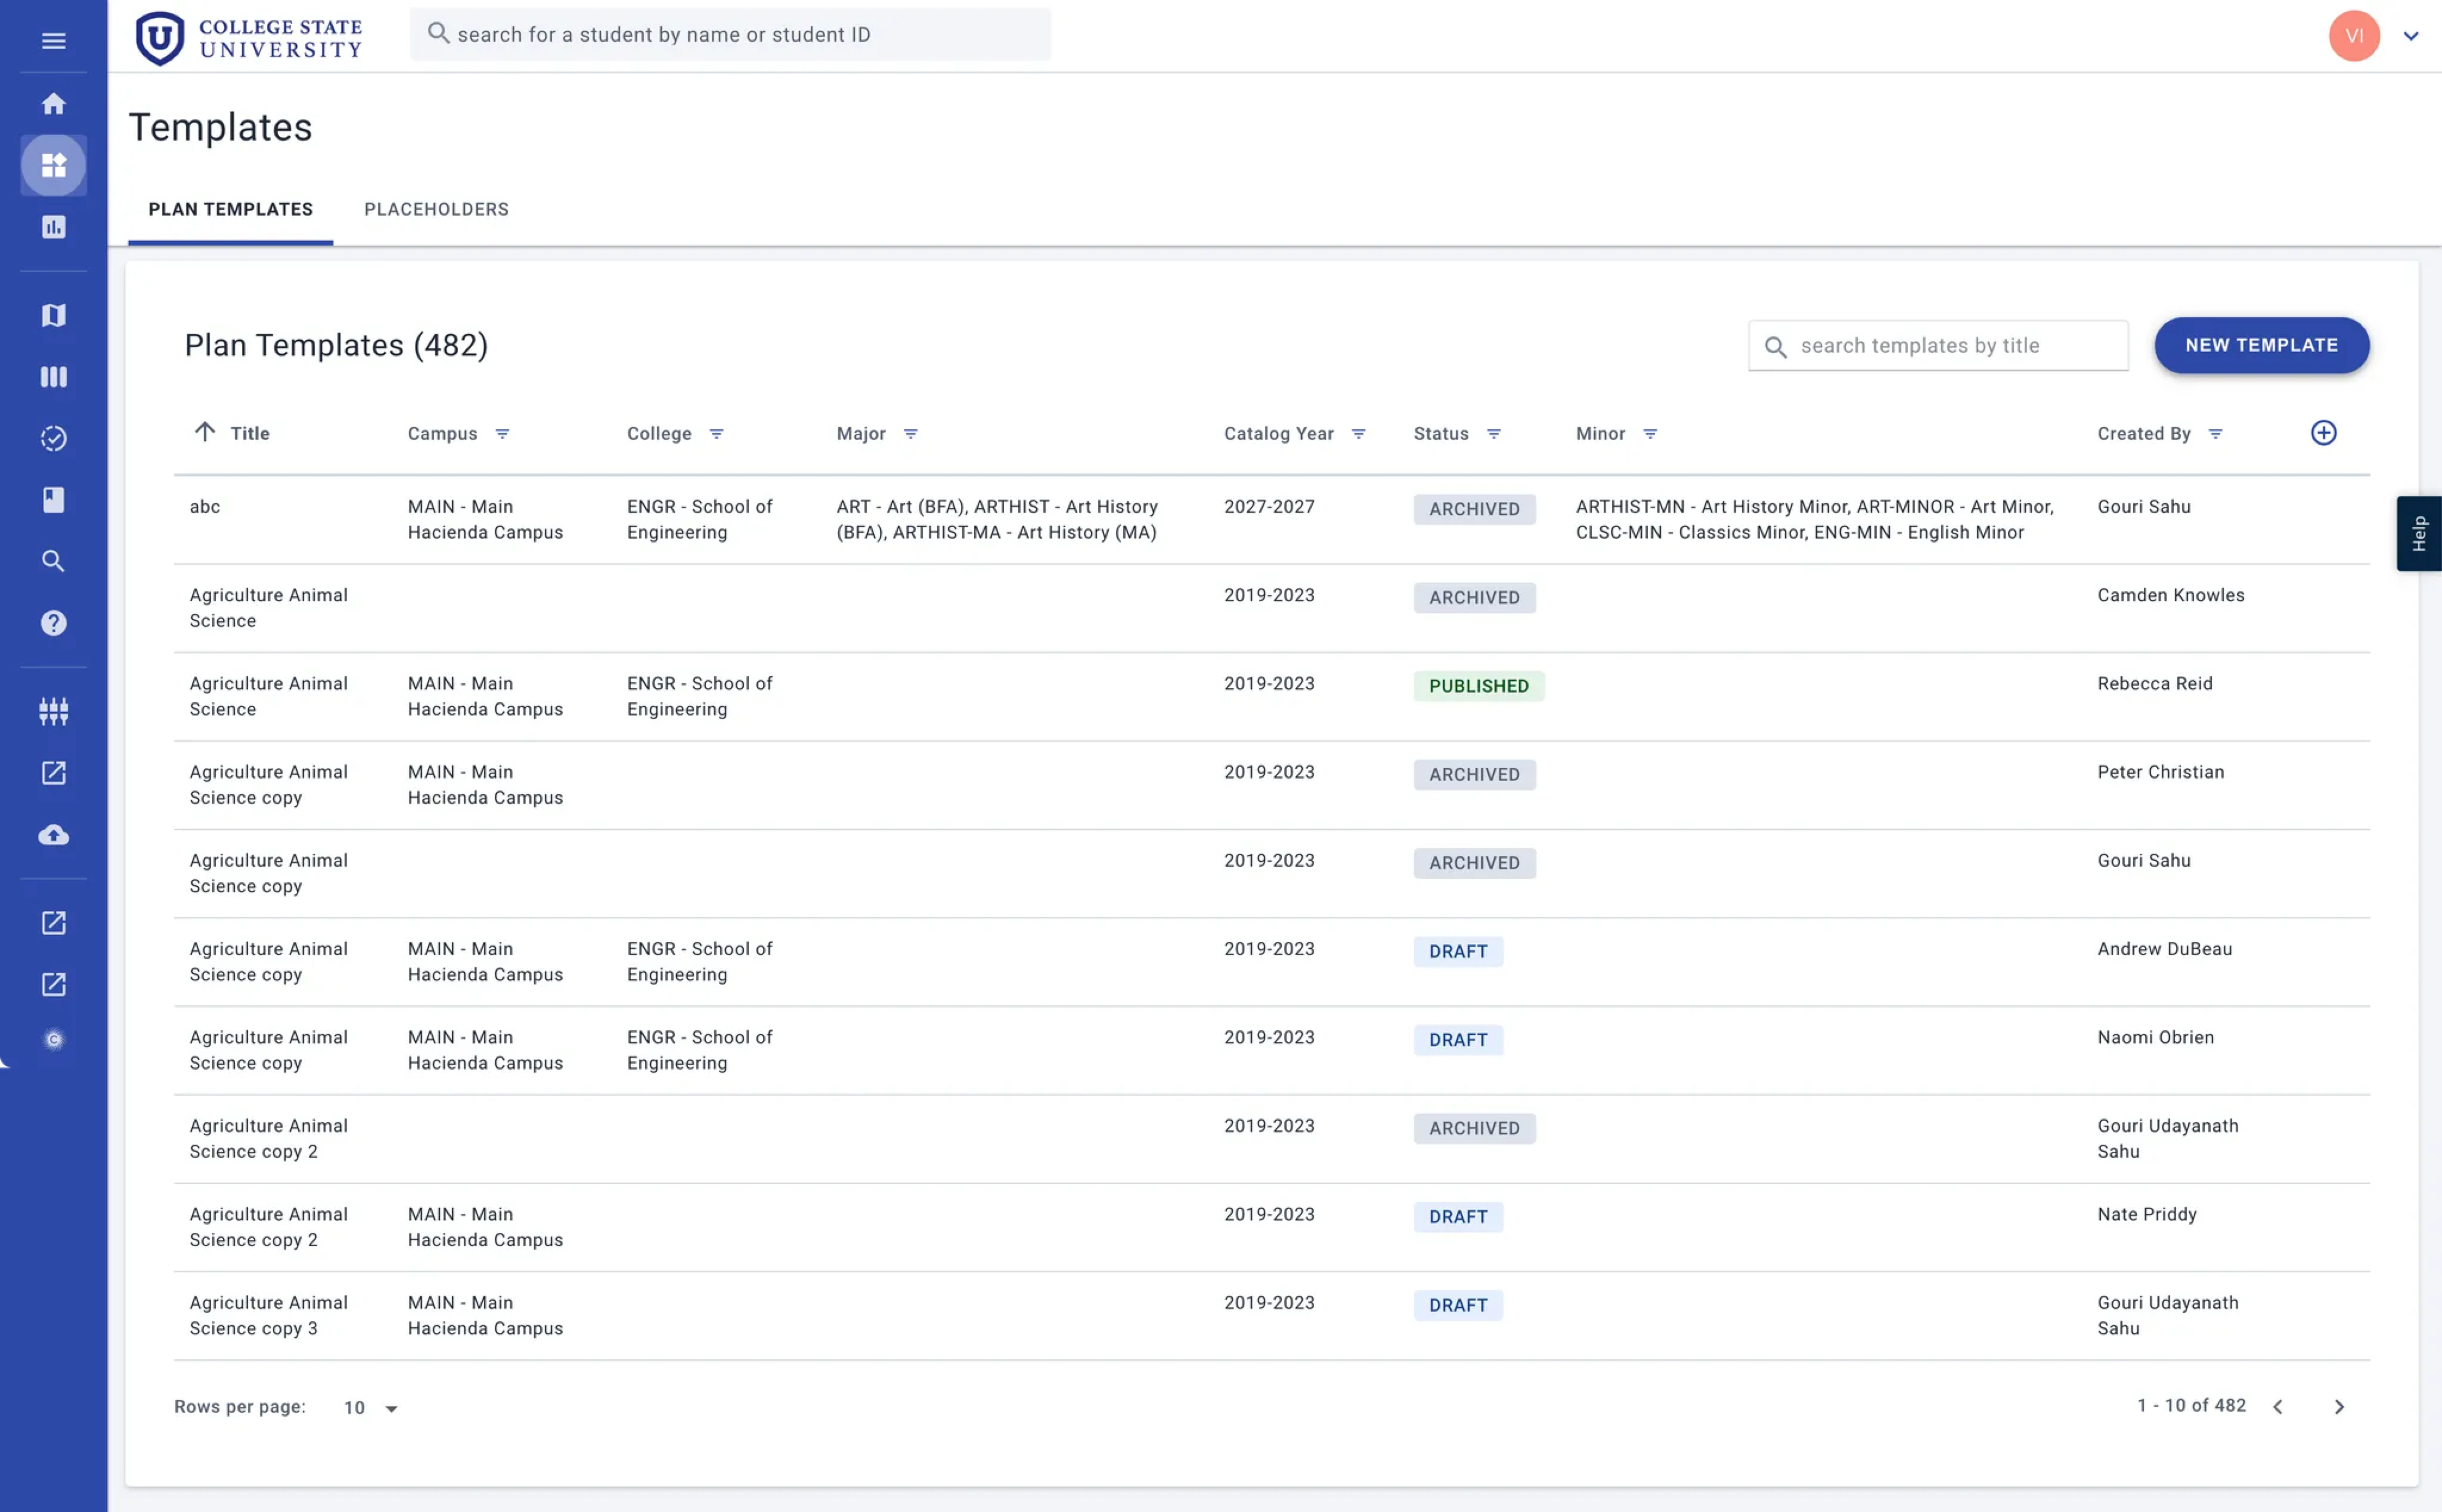 COLLEGE STATE
UNIVERSITY
search for a student by name or student ID
VI
Templates
PLAN TEMPLATES
PLACEHOLDERS
Plan Templates (482)
search templates by title
NEW TEMPLATE
Title
Campus
College
Major
Catalog Year
Status
Minor
Created By
abc
MAIN - Main
Hacienda Campus
ENGR - School of
Engineering
ART - Art (BFA), ARTHIST - Art History
(BFA), ARTHIST-MA - Art History (MA)
2027-2027
ARCHIVED
ARTHIST-MN - Art History Minor, ART-MINOR - Art Minor,
CLSC-MIN - Classics Minor, ENG-MIN - English Minor
Gouri Sahu
Help
Agriculture Animal
Science
2019-2023
ARCHIVED
Camden Knowles
Agriculture Animal
Science
MAIN - Main
Hacienda Campus
ENGR - School of
Engineering
2019-2023
PUBLISHED
Rebecca Reid
Agriculture Animal
Science copy
MAIN - Main
Hacienda Campus
2019-2023
ARCHIVED
Peter Christian
Agriculture Animal
Science copy
2019-2023
ARCHIVED
Gouri Sahu
Agriculture Animal
Science copy
MAIN - Main
Hacienda Campus
ENGR - School of
Engineering
2019-2023
DRAFT
Andrew DuBeau
Agriculture Animal
Science copy
MAIN - Main
Hacienda Campus
ENGR - School of
Engineering
2019-2023
DRAFT
Naomi Obrien
Agriculture Animal
Science copy 2
2019-2023
ARCHIVED
Gouri Udayanath
Sahu
Agriculture Animal
Science copy 2
MAIN - Main
Hacienda Campus
2019-2023
DRAFT
Nate Priddy
Agriculture Animal
Science copy 3
MAIN - Main
Hacienda Campus
2019-2023
DRAFT
Gouri Udayanath
Sahu
Rows per page:
10
1 - 10 of 482